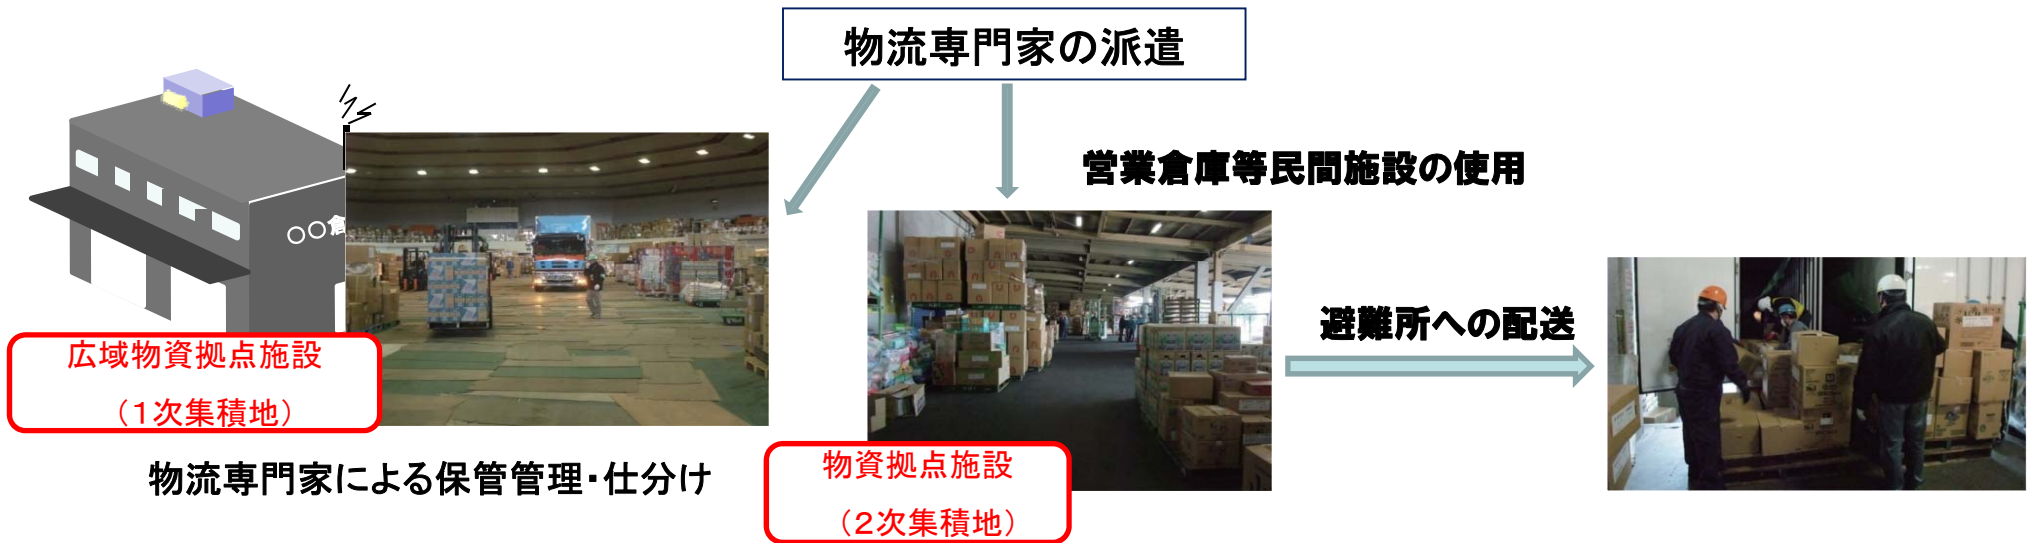 物流専門家の派遣
営業倉庫等民間施設の使用
○○倉
避難所への配送
広域物資拠点施設
（1次集積地）
物流専門家による保管管理・仕分け
物資拠点施設
（2次集積地）